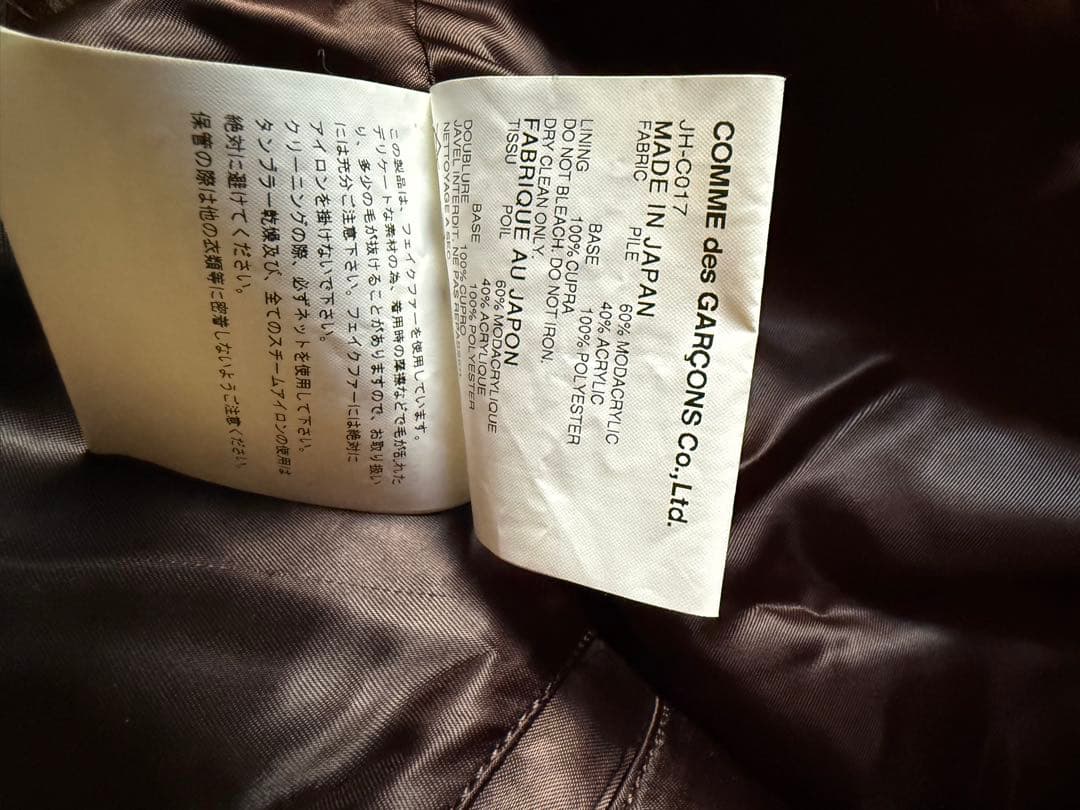 COMME des GARÇONS Co.,Ltd.
JH-C017
MADE IN JAPAN
FABRIC PILE 60% MODACRYLIC
40% ACRYLIC
BASE 100% POLYESTER
LINING 100% CUPRA
DO NOT BLEACH. DO NOT IRON.
DRY CLEAN ONLY.
FABRIQUE AU JAPON
TISSU POIL 60% MODACRYLIQUE
40% ACRYLIQUE
BASE 100% POLYESTER
DOUBLURE 100% CUPRO
JAVEL INTERDIT. NE PAS REPASSER
NETTOYAGE A SEC
この製品は、フェイクファーを使用しています。
デリケートな素材の為、着用時の摩擦などで毛が乱れた
り、多少の毛が抜けることがありますので、お取り扱い
には充分ご注意下さい。フェイクファーには絶対に
アイロンを掛けないで下さい。
クリーニングの際、必ずネットを使用して下さい。
タンブラー乾燥及び、全てのスチームアイロンの使用は
絶対に避けてください。
保管の際は他の衣類等に密着しないようご注意ください